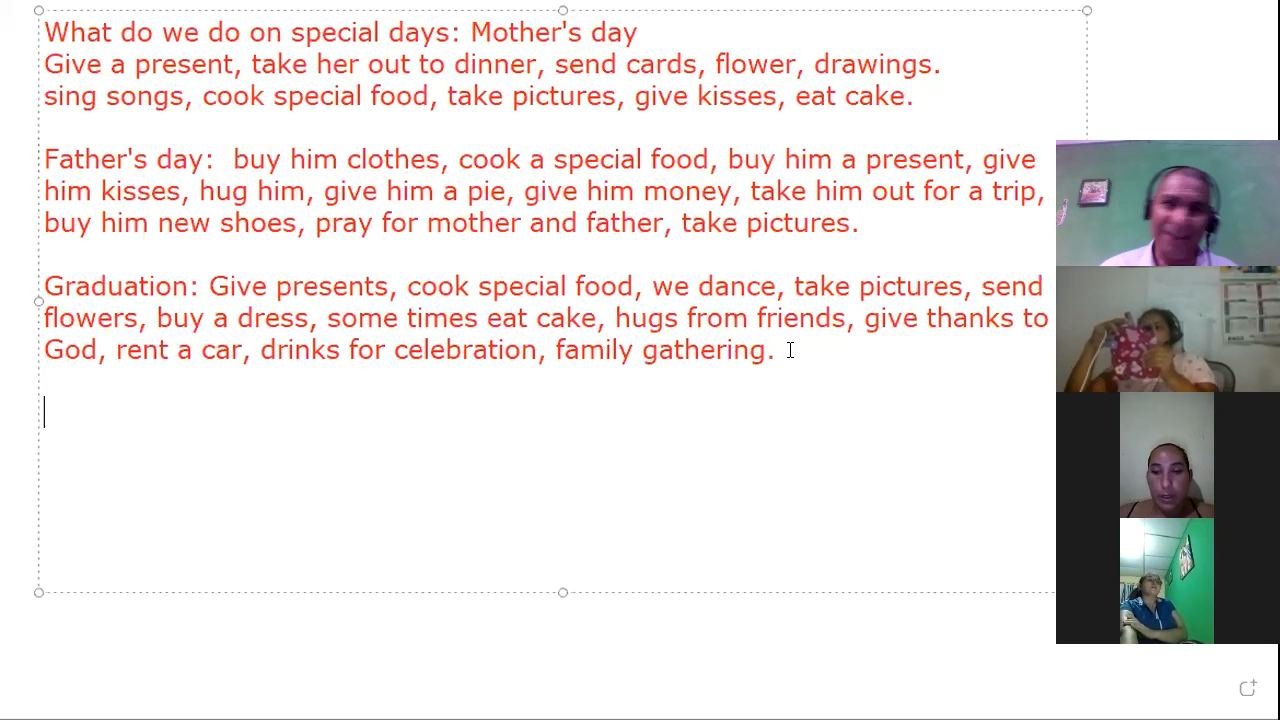 What do we do on special days: Mother's day
Give a present, take her out to dinner, send cards, flower, drawings.
sing songs, cook special food, take pictures, give kisses, eat cake.
Father's day:  buy him clothes, cook a special food, buy him a present, give
him kisses, hug him, give him a pie, give him money, take him out for a trip,
buy him new shoes, pray for mother and father, take pictures.
Graduation: Give presents, cook special food, we dance, take pictures, send
flowers, buy a dress, some times eat cake, hugs from friends, give thanks to
God, rent a car, drinks for celebration, family gathering.